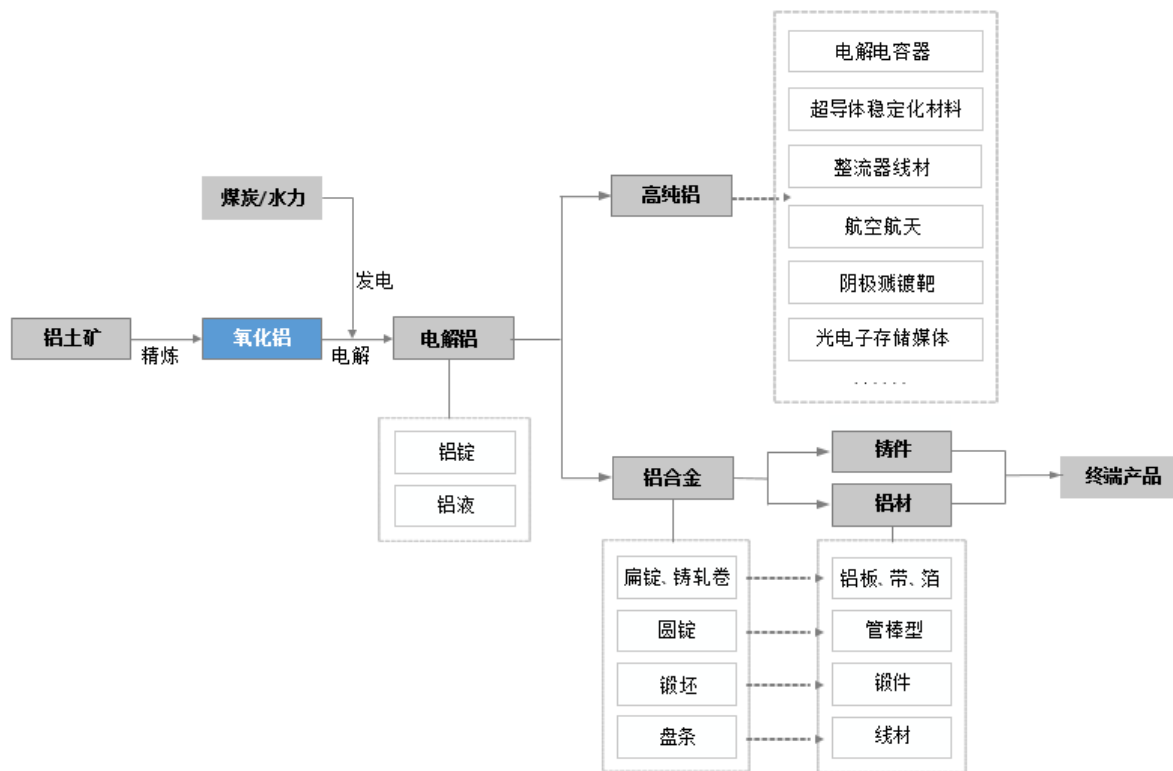 电解电容器
超导体稳定化材料
整流器线材
航空航天
阴极溅镀靶
光电子存储媒体
......
煤炭/水力
高纯铝
发电
铝土矿
精炼
氧化铝
电解
电解铝
铝锭
铝液
铝合金
铸件
铝材
终端产品
扁锭、铸轧卷
铝板、带、箔
圆锭
管棒型
锻坯
锻件
盘条
线材